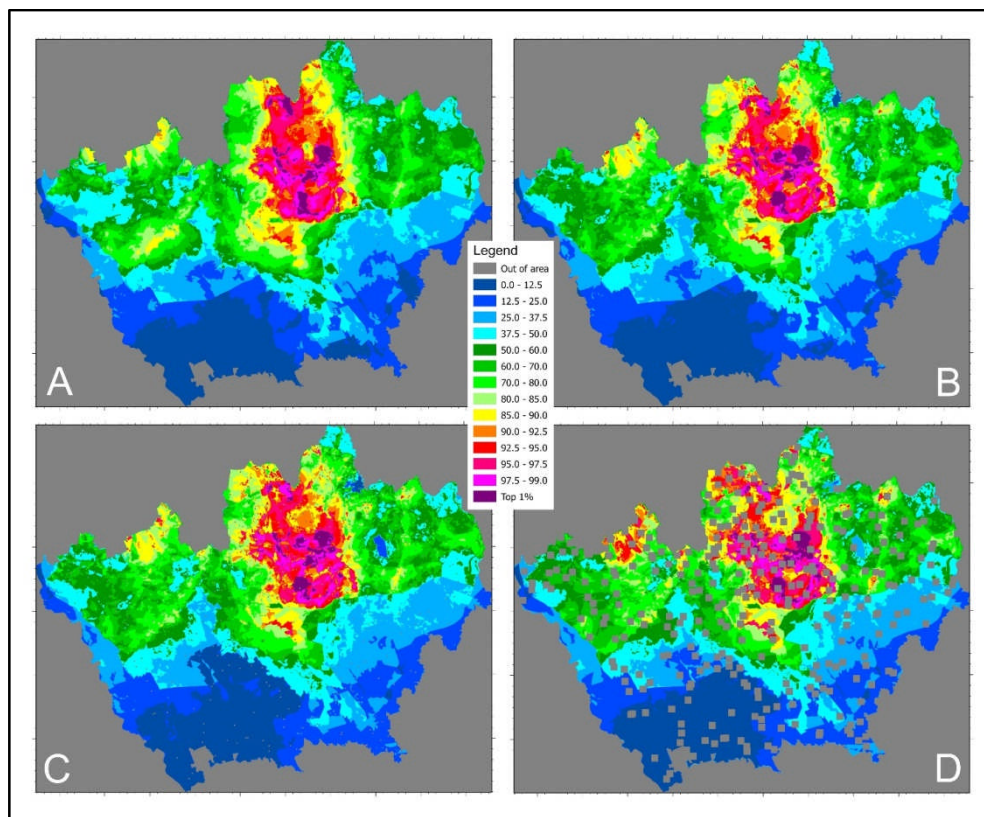 A
B
Legend
Out of area
0.0 - 12.5
12.5 - 25.0
25.0 - 37.5
37.5 - 50.0
50.0 - 60.0
60.0 - 70.0
70.0 - 80.0
80.0 - 85.0
85.0 - 90.0
90.0 - 92.5
92.5 - 95.0
95.0 - 97.5
97.5 - 99.0
Top 1%
C
D